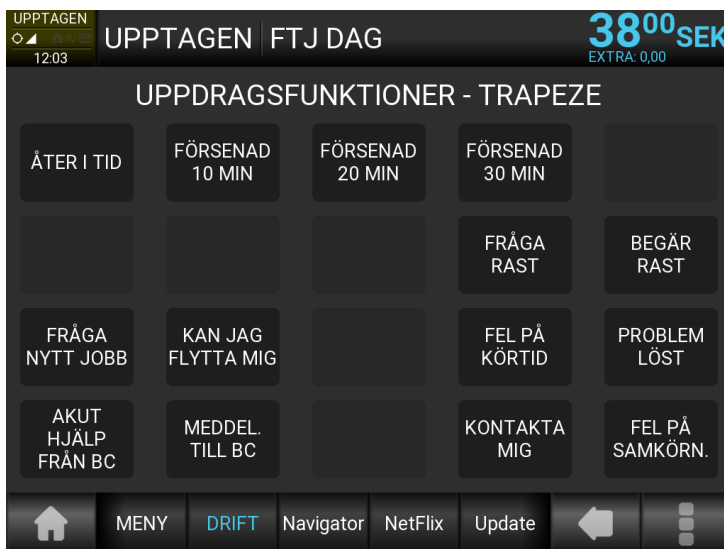 UPPTAGEN
12:03
UPPTAGEN FTJ DAG
3800SEK
EXTRA: 0,00
UPPDRAGSFUNKTIONER - TRAPEZE
ÅTER I TID
FÖRSENAD
10 MIN
FÖRSENAD
20 MIN
FÖRSENAD
30 MIN
FRÅGA
RAST
BEGÄR
RAST
FRÅGA
NYTT JOBB
KAN JAG
FLYTTA MIG
FEL PÅ
KÖRTID
PROBLEM
LÖST
AKUT
HJÄLP
FRÅN BC
MEDDEL.
TILL BC
KONTAKTA
MIG
FEL PÅ
SAMKÖRN.
MENY
DRIFT
Navigator
NetFlix
Update